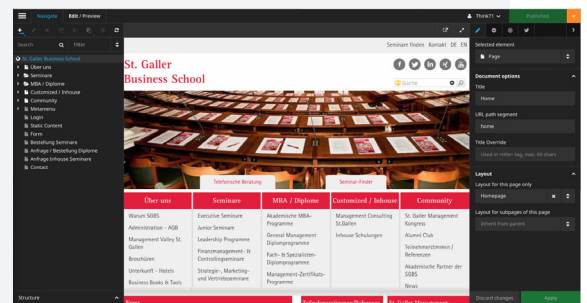 Navigate Edit / Preview Think71 Published
Search Filter
St. Galler Business School
Über uns
Seminare
MBA / Diplome
Customized / Inhouse
Community
Metamenu
Login
Static Content
Form
Bestellung Seminare
Anfrage / Bestellung Diplome
Anfrage Inhouse Seminare
Contact
Structure
Seminare finden Kontakt DE EN
St. Galler
Business School
Suche
Telefonische Beratung Seminar-Finder
Über uns Seminare MBA / Diplome Customized / Inhouse Community
Warum SGBS
Administration - AGB
Management Valley St.
Gallen
Broschüren
Unterkunft - Hotels
Business Books & Tools
Executive Seminare
Junior Seminare
Leadership Programme
Finanzmanagement- &
Controllingseminare
Strategie-, Marketing-
und Vertriebsseminare
Akademische MBA-
Programme
General Management
Diplomprogramme
Fach- & Spezialisten-
Diplomprogramme
Management-Zertifikats-
Programme
Management Consulting
St.Gallen
Inhouse Schulungen
St. Galler Management
Kongress
Alumni Club
TeilnehmerStimmen /
Referenzen
Akademische Partner der
SGBS
News
Selected element
Page
Document options
Title
Home
URL path segment
home
Title Override
Used in <title> tag, max. 60 chars
Layout
Layout for this page only
Homepage
Layout for subpages of this page
Inherit from parent
Discard changes Apply